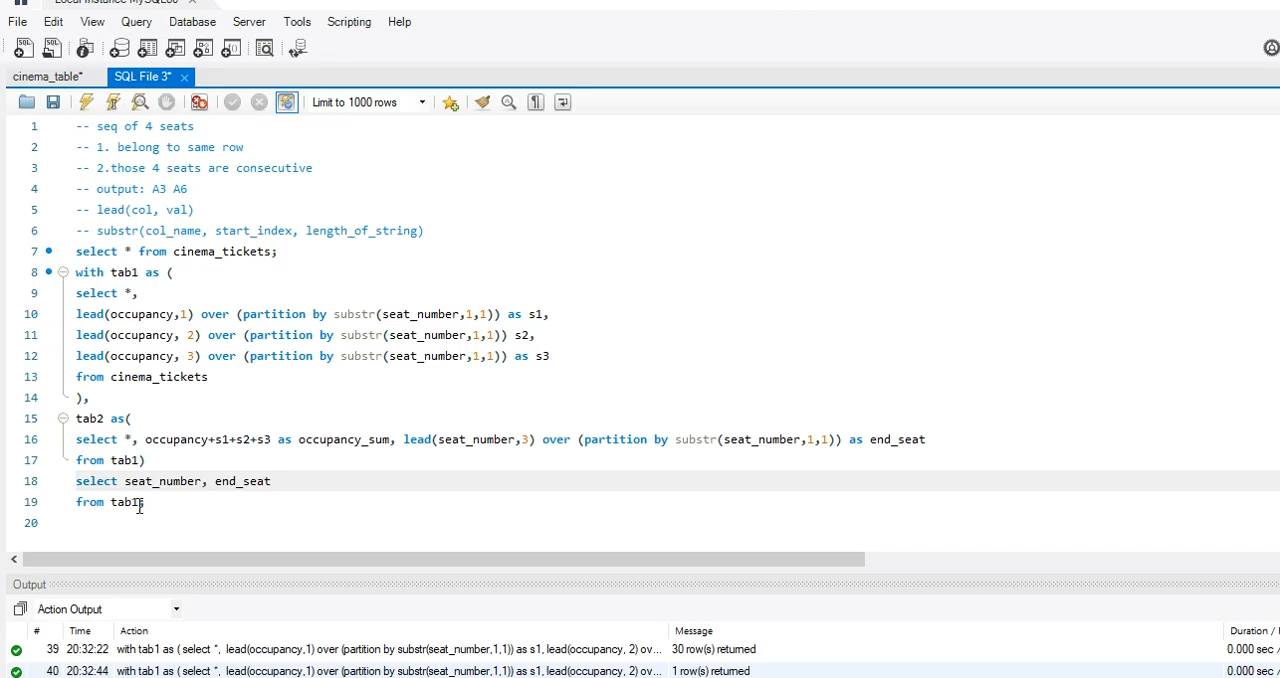 Local instance MySQL80 ×
File Edit View Query Database Server Tools Scripting Help
cinema_table* SQL File 3* ×
Limit to 1000 rows
1 -- seq of 4 seats
2 -- 1. belong to same row
3 -- 2.those 4 seats are consecutive
4 -- output: A3 A6
5 -- lead(col, val)
6 -- substr(col_name, start_index, length_of_string)
7 select * from cinema_tickets;
8 with tab1 as (
9 select *,
10 lead(occupancy,1) over (partition by substr(seat_number,1,1)) as s1,
11 lead(occupancy, 2) over (partition by substr(seat_number,1,1)) s2,
12 lead(occupancy, 3) over (partition by substr(seat_number,1,1)) as s3
13 from cinema_tickets
14 ),
15 tab2 as(
16 select *, occupancy+s1+s2+s3 as occupancy_sum, lead(seat_number,3) over (partition by substr(seat_number,1,1)) as end_seat
17 from tab1)
18 select seat_number, end_seat
19 from tab1;
20
Output
Action Output
# Time Action Message Duration /
39 20:32:22 with tab1 as ( select *, lead(occupancy,1) over (partition by substr(seat_number,1,1)) as s1, lead(occupancy, 2) ov... 30 row(s) returned 0.000 sec /
40 20:32:44 with tab1 as ( select *, lead(occupancy,1) over (partition by substr(seat_number,1,1)) as s1, lead(occupancy, 2) ov... 1 row(s) returned 0.000 sec /